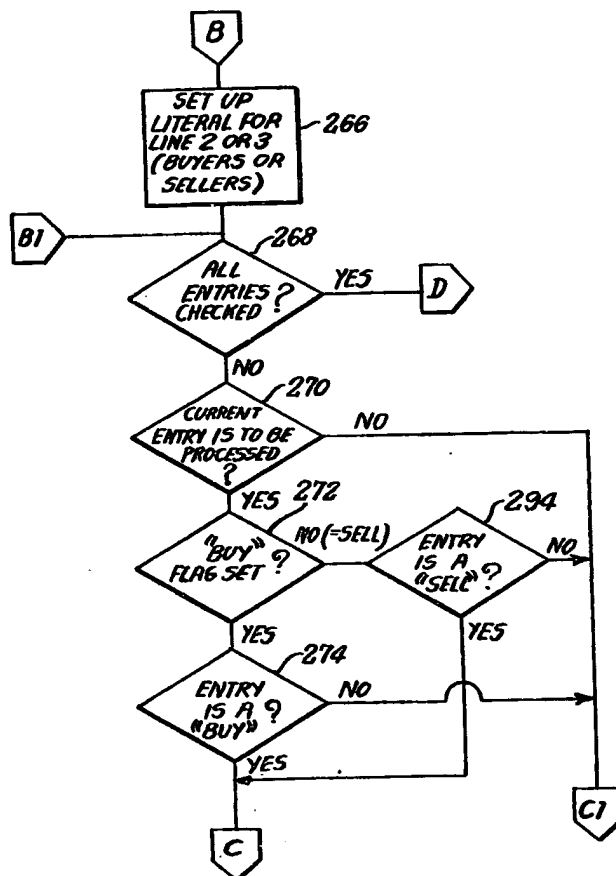 B
SET UP
LITERAL FOR
LINE 2 OR 3
(BUYERS OR
SELLERS)
266
B1
268
ALL
ENTRIES
CHECKED ?
YES
D
NO
270
CURRENT
ENTRY IS TO BE
PROCESSED
?
NO
YES
272
"BUY"
FLAG SET ?
NO (=SELL)
294
ENTRY
IS A
"SELL" ?
NO
YES
YES
274
ENTRY
IS A
"BUY" ?
NO
YES
C
C1